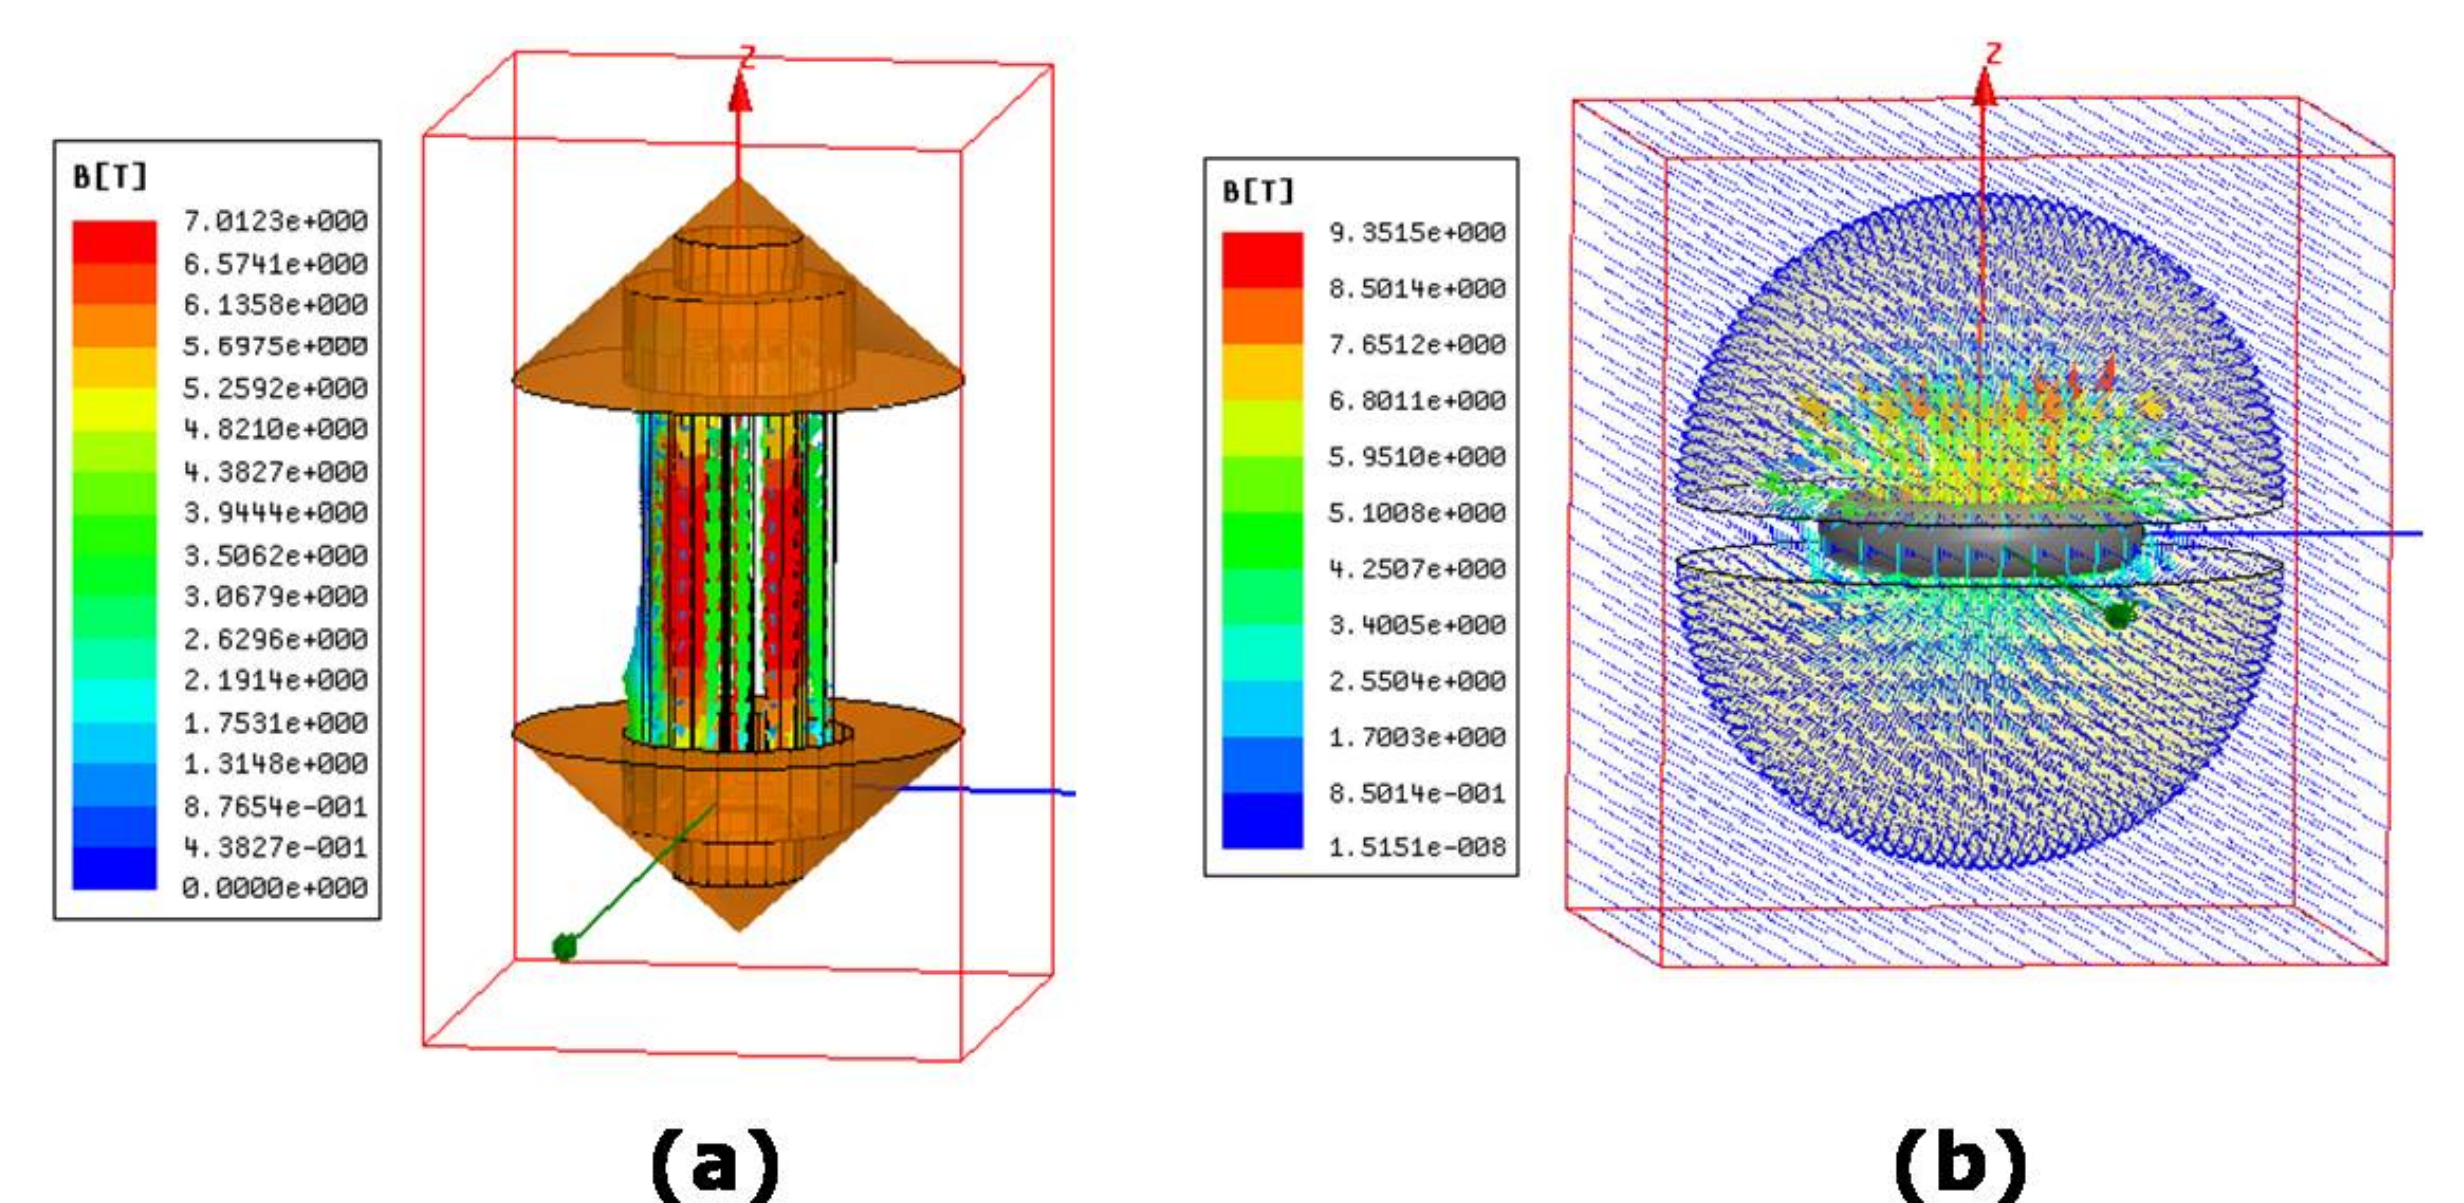 Z
B[T]
7.0123e+000
6.5741e+000
6.1358e+000
5.6975e+000
5.2592e+000
4.8210e+000
4.3827e+000
3.9444e+000
3.5062e+000
3.0679e+000
2.6296e+000
2.1914e+000
1.7531e+000
1.3148e+000
8.7654e-001
4.3827e-001
0.0000e+000
(a)
Z
B[T]
9.3515e+000
8.5014e+000
7.6512e+000
6.8011e+000
5.9510e+000
5.1008e+000
4.2507e+000
3.4005e+000
2.5504e+000
1.7003e+000
8.5014e-001
1.5151e-008
(b)